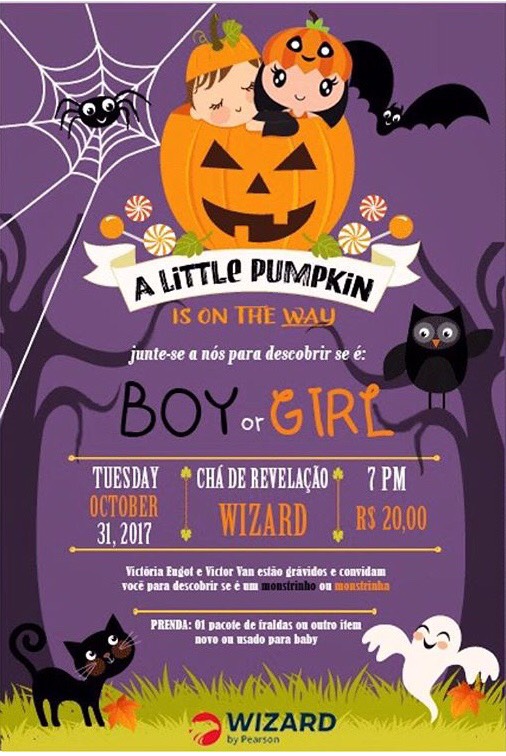 A LITTLE PUMPKIN
IS ON THE WAY
junte-se a nós para descobrir se é:
BOY or GIRL
TUESDAY
OCTOBER
31, 2017
CHÁ DE REVELAÇÃO
WIZARD
7 PM
R$ 20,00
Victória Eugot e Victor Van estão grávidos e convidam
você para descobrir se é um monstrinho ou monstrinha
PRENDA: 01 pacote de fraldas ou outro item
novo ou usado para baby
WIZARD
by Pearson